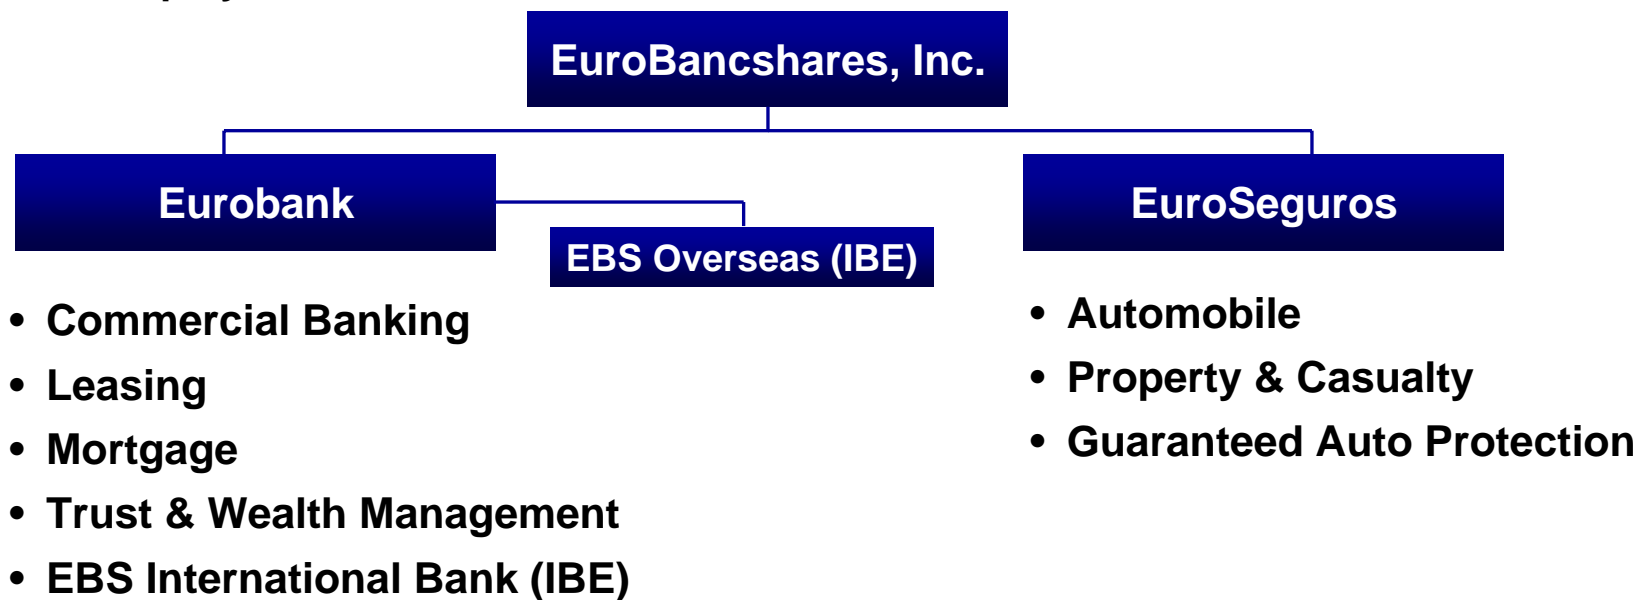 EuroBancshares, Inc.
Eurobank
EuroSeguros
EBS Overseas (IBE)
• Commercial Banking
• Leasing
• Mortgage
• Trust & Wealth Management
• EBS International Bank (IBE)
• Automobile
• Property & Casualty
• Guaranteed Auto Protection